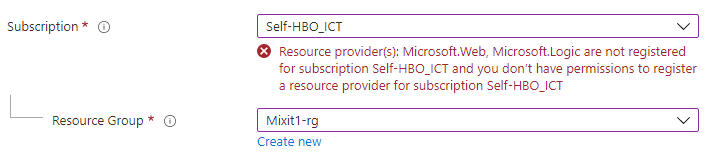 Subscription *
Self-HBO_ICT
Resource provider(s): Microsoft.Web, Microsoft.Logic are not registered
for subscription Self-HBO_ICT and you don't have permissions to register
a resource provider for subscription Self-HBO_ICT
Resource Group *
Mixit1-rg
Create new